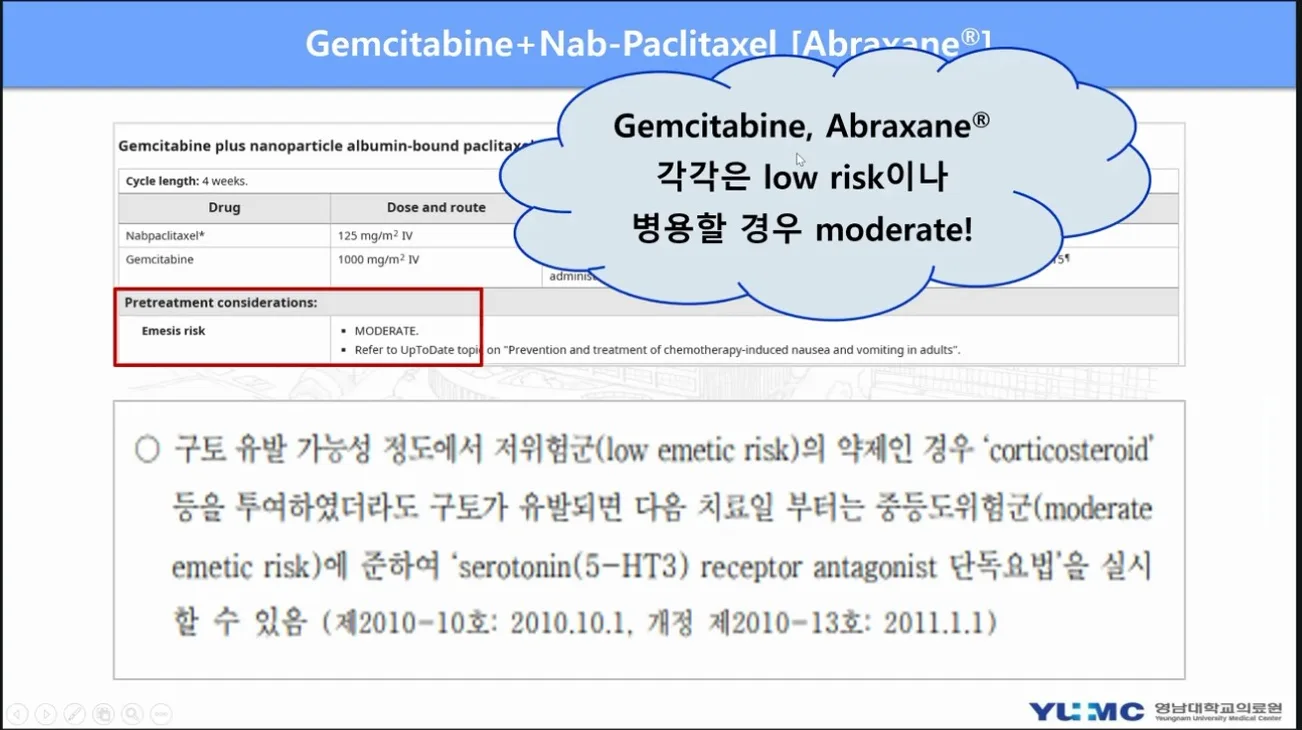 Gemcitabine+Nab-Paclitaxel [Abraxane®]
Gemcitabine, Abraxane®
각각은 low risk이나
병용할 경우 moderate!
Gemcitabine plus nanoparticle albumin-bound
Cycle length: 4 weeks.
Drug Dose and route
Nabpaclitaxel* 125 mg/m² IV
Gemcitabine 1000 mg/m² IV
Pretreatment considerations:
Emesis risk
▪ MODERATE.
▪ Refer to UpToDate topic on "Prevention and treatment of chemotherapy-induced nausea and vomiting in adults".
○ 구토 유발 가능성 정도에서 저위험군(low emetic risk)의 약제인 경우 ‘corticosteroid’
등을 투여하였더라도 구토가 유발되면 다음 치료일 부터는 중등도위험군(moderate
emetic risk)에 준하여 ‘serotonin(5-HT3) receptor antagonist 단독요법’을 실시
할 수 있음 (제2010-10호: 2010.10.1, 개정 제2010-13호: 2011.1.1)
YUMC 영남대학교의료원
Yeungnam University Medical Center